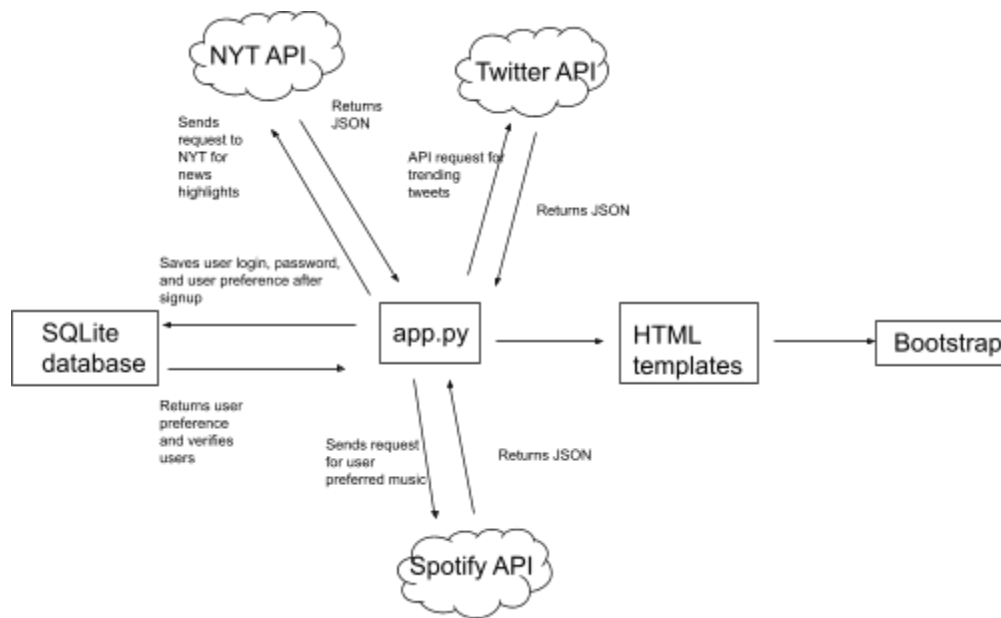 NYT API
Twitter API
Returns
JSON
Sends
request to
NYT for
news
highlights
API request for
trending
tweets
Returns JSON
Saves user login, password,
and user preference after
signup
SQLite
database
app.py
HTML
templates
Bootstrap
Returns user
preference
and verifies
users
Sends request
for user
preferred music
Returns JSON
Spotify API